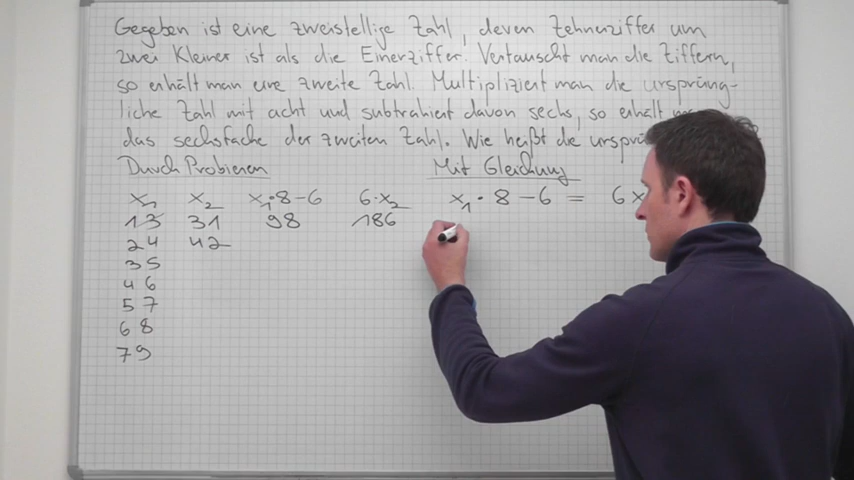 Gegeben ist eine zweistellige Zahl, deren Zehnerziffer um
zwei kleiner ist als die Einerziffer. Vertauscht man die Ziffern,
so erhält man eine zweite Zahl. Multipliziert man die ursprüng-
liche Zahl mit acht und subtrahiert davon sechs, so erhält
das sechsfache der zweiten Zahl. Wie heißt die
Durch Probieren Mit Gleichung
x₁ x₂ x₁·8-6 6·x₂ x₁·8-6=6x
13 31 98 186
24 42
35
46
57
68
79